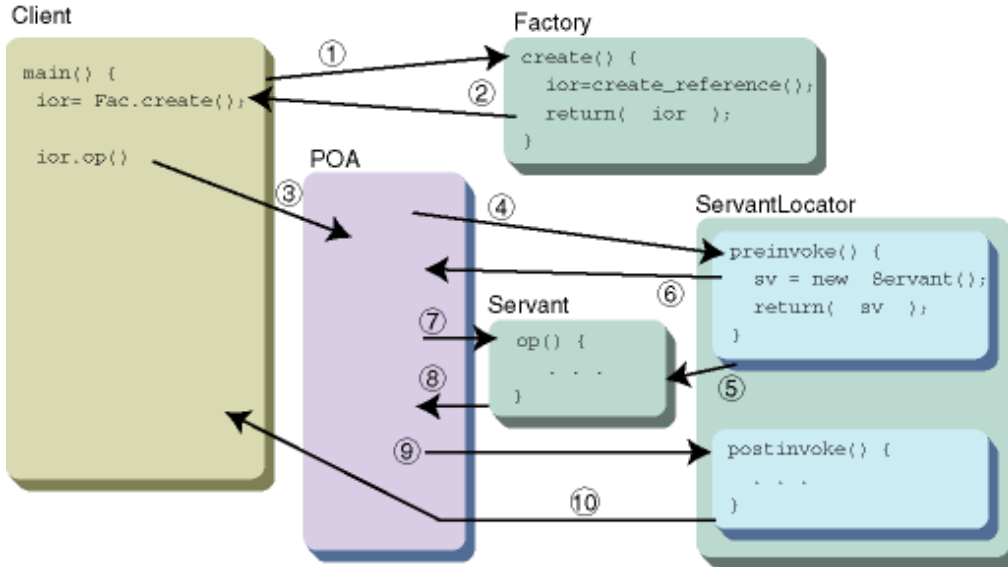 Client
main() {
ior= Fac.create();
ior.op()
①
②
Factory
create() {
ior=create_reference();
return( ior );
}
③
POA
④
ServantLocator
preinvoke() {
sv = new Servant();
return( sv );
}
⑥
⑦
Servant
op() {
. . .
}
⑤
⑧
⑨
postinvoke() {
. . .
}
⑩